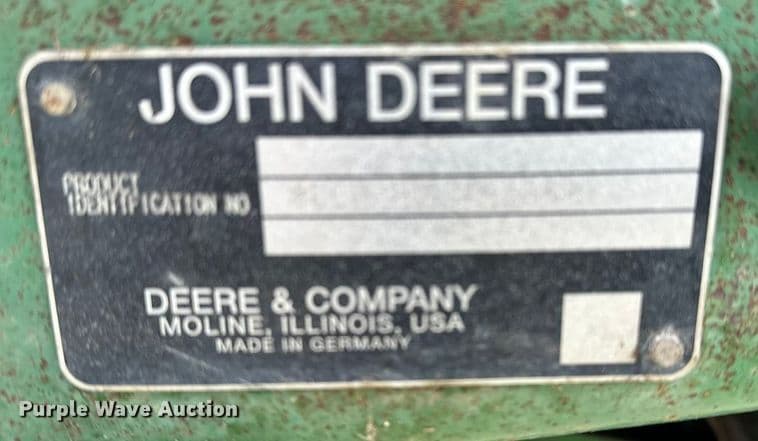 JOHN DEERE
PRODUCT
IDENTIFICATION NO
DEERE & COMPANY
MOLINE, ILLINOIS, USA
MADE IN GERMANY
Purple Wave Auction